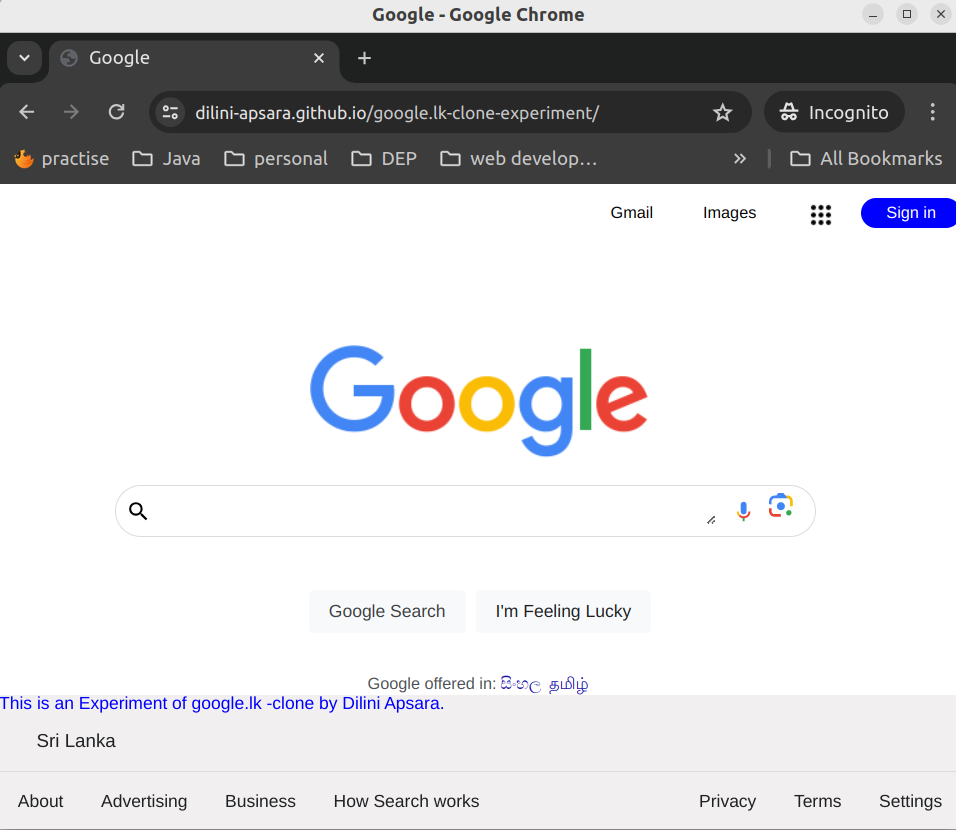 Google - Google Chrome
Google
dilini-apsara.github.io/google.lk-clone-experiment/ Incognito
practise Java personal DEP web develop… » All Bookmarks
Gmail Images Sign in
Google
Google Search I'm Feeling Lucky
Google offered in: සිංහල தமிழ்
This is an Experiment of google.lk -clone by Dilini Apsara.
Sri Lanka
About Advertising Business How Search works Privacy Terms Settings